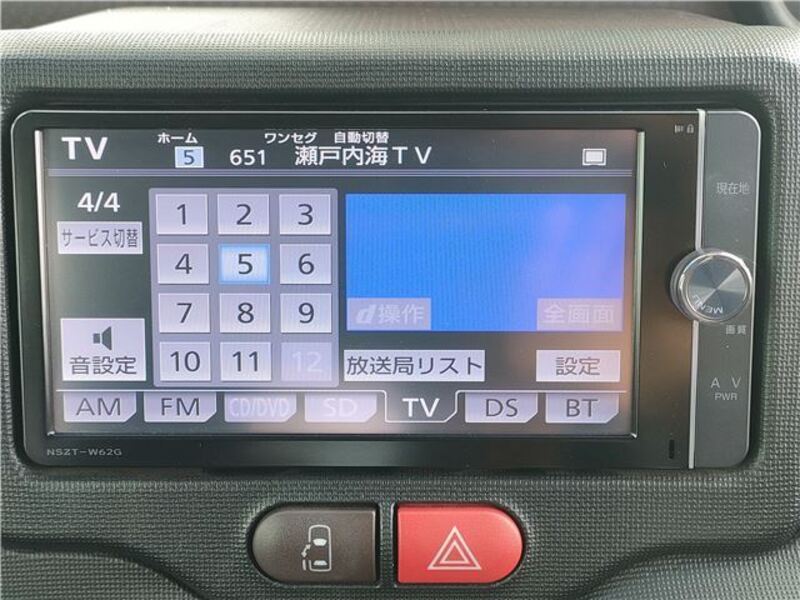 TV
ホーム
5
651
ワンセグ 自動切替
瀬戸内海TV
4/4
サービス切替
1 2 3
4 5 6
7 8 9
10 11 12
音設定
d操作
全画面
放送局リスト
設定
AM FM CD/DVD SD TV DS BT
NSZT-W62G
現在地
MENU
画質
AV
PWR